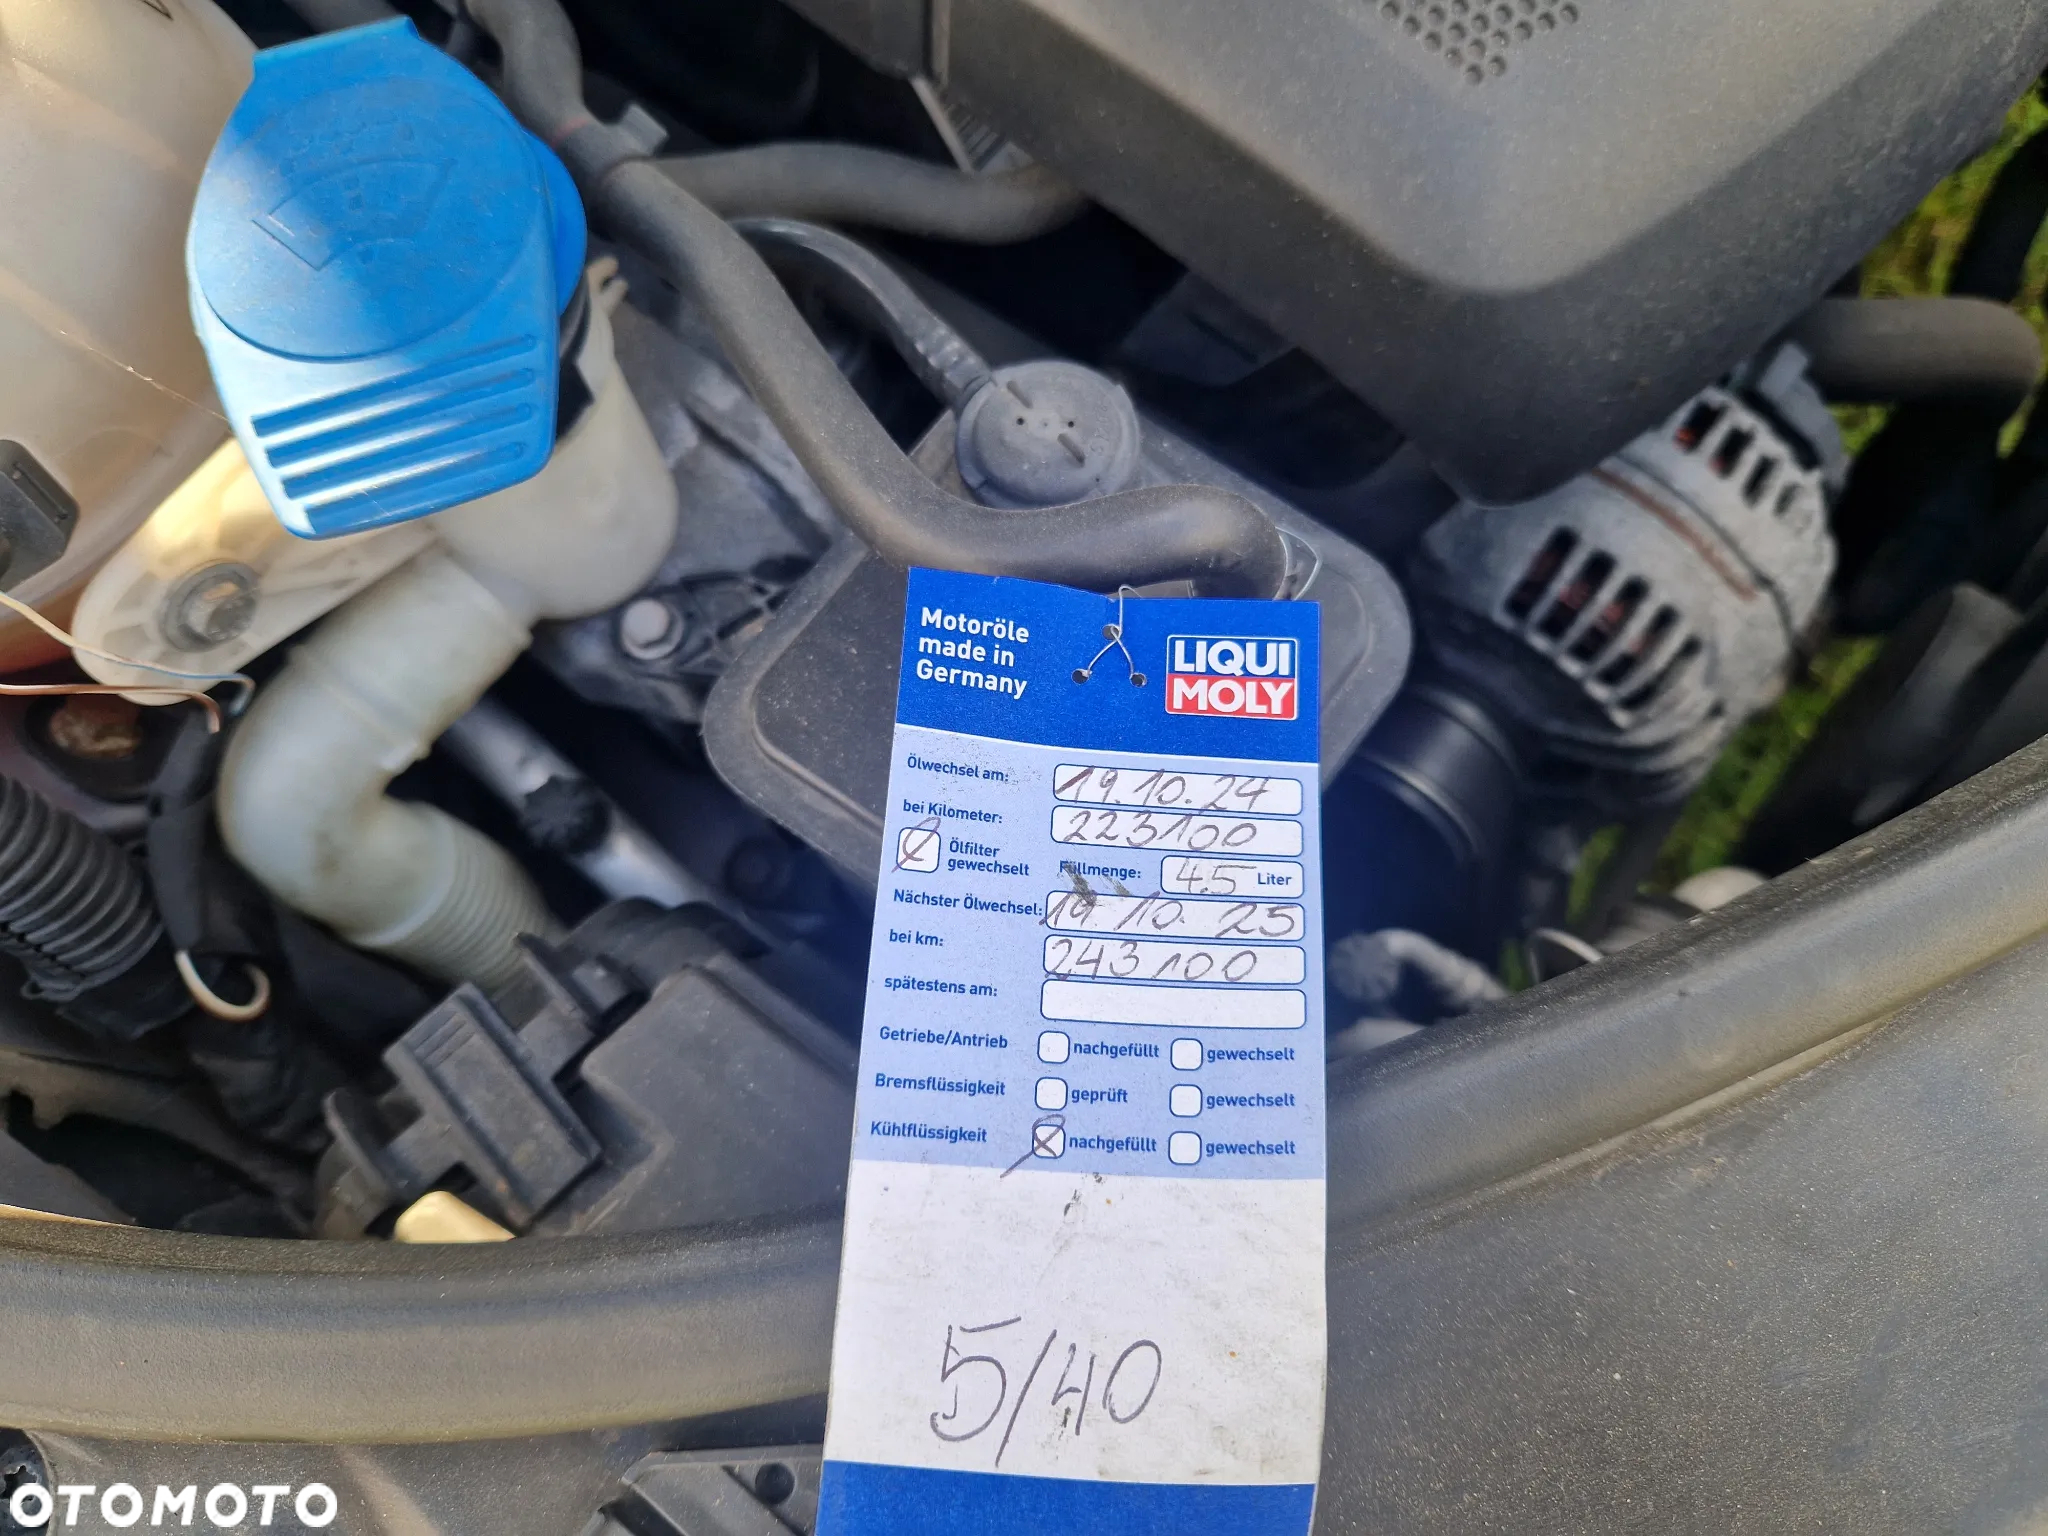 Motoröle
made in
Germany
LIQUI
MOLY
Ölwechsel am: 19.10.24
bei Kilometer: 223100
Ölfilter
gewechselt
Füllmenge: 4.5 Liter
Nächster Ölwechsel: 19.10.25
bei km: 243100
spätestens am:
Getriebe/Antrieb nachgefüllt gewechselt
Bremsflüssigkeit geprüft gewechselt
Kühlflüssigkeit nachgefüllt gewechselt
5/40
OTOMOTO